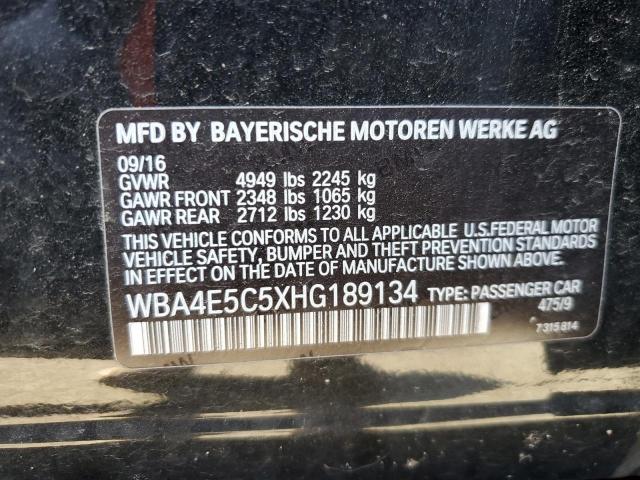 MFD BY BAYERISCHE MOTOREN WERKE AG
09/16
GVWR 4949 lbs 2245 kg
GAWR FRONT 2348 lbs 1065 kg
GAWR REAR 2712 lbs 1230 kg
THIS VEHICLE CONFORMS TO ALL APPLICABLE U.S.FEDERAL MOTOR
VEHICLE SAFETY, BUMPER AND THEFT PREVENTION STANDARDS
IN EFFECT ON THE DATE OF MANUFACTURE SHOWN ABOVE.
WBA4E5C5XHG189134 TYPE: PASSENGER CAR
475/9
7315814